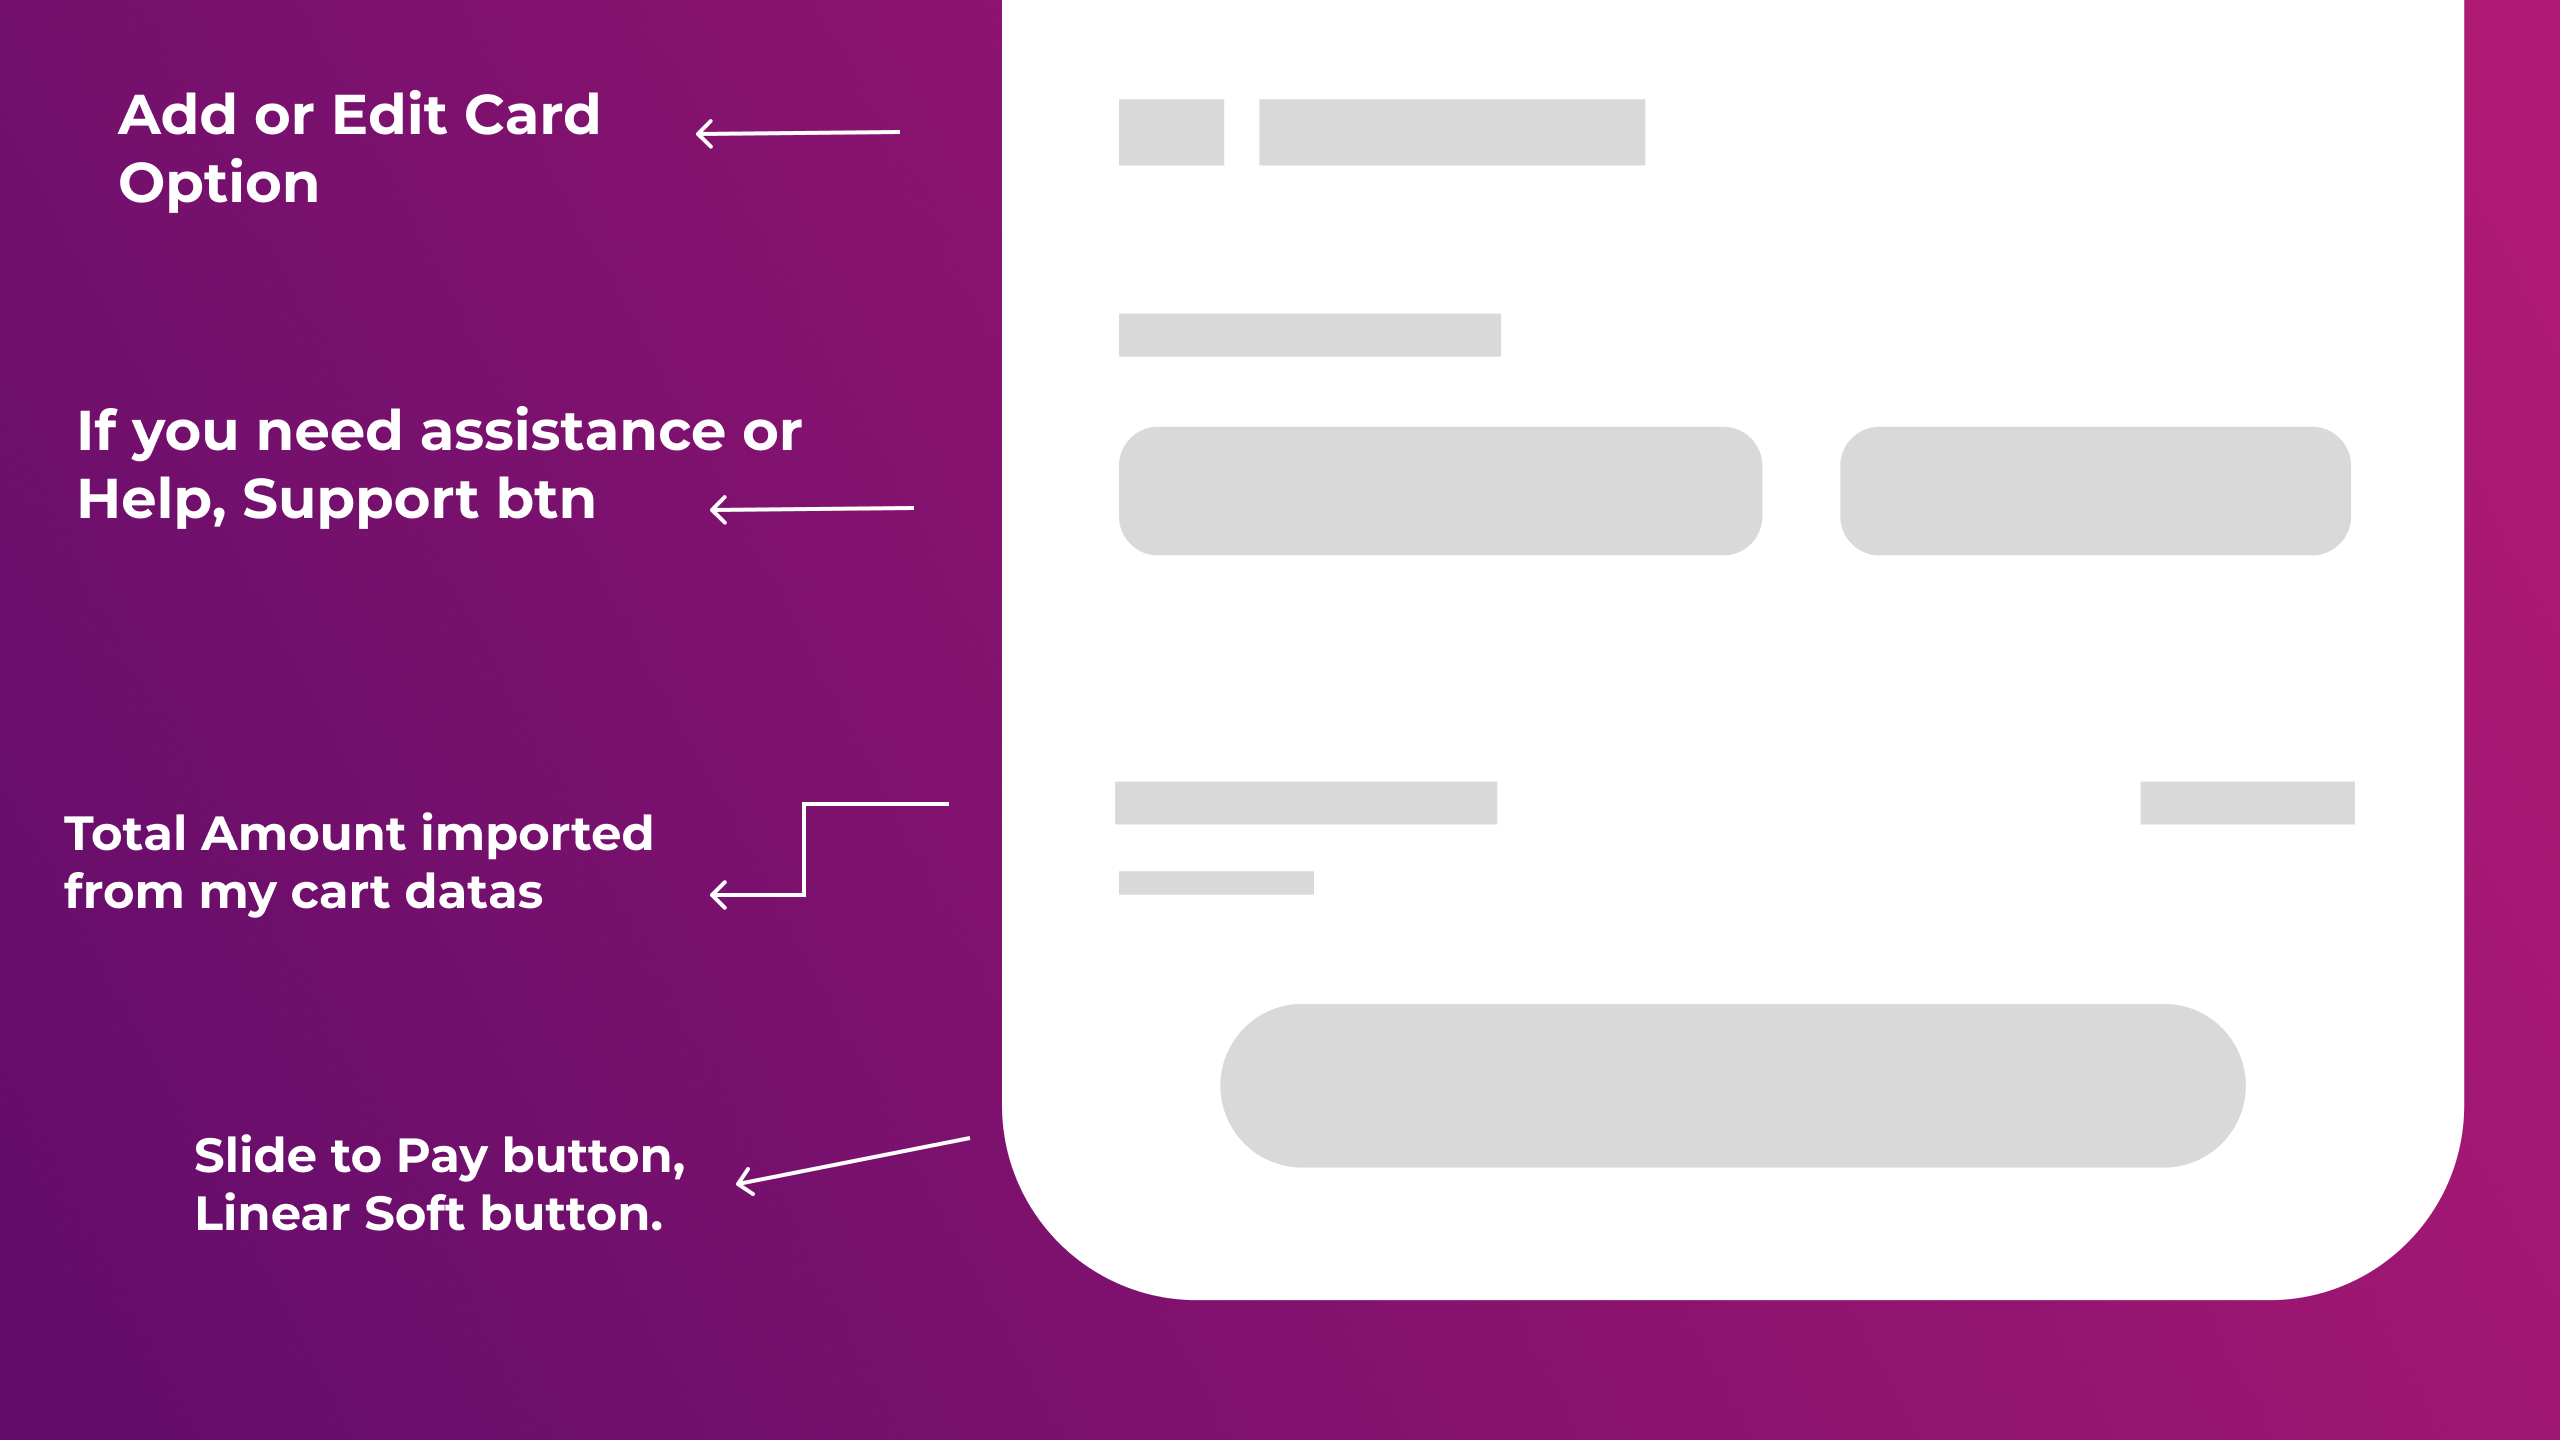 Add or Edit Card
Option
If you need assistance or
Help, Support btn
Total Amount imported
from my cart datas
Slide to Pay button,
Linear Soft button.